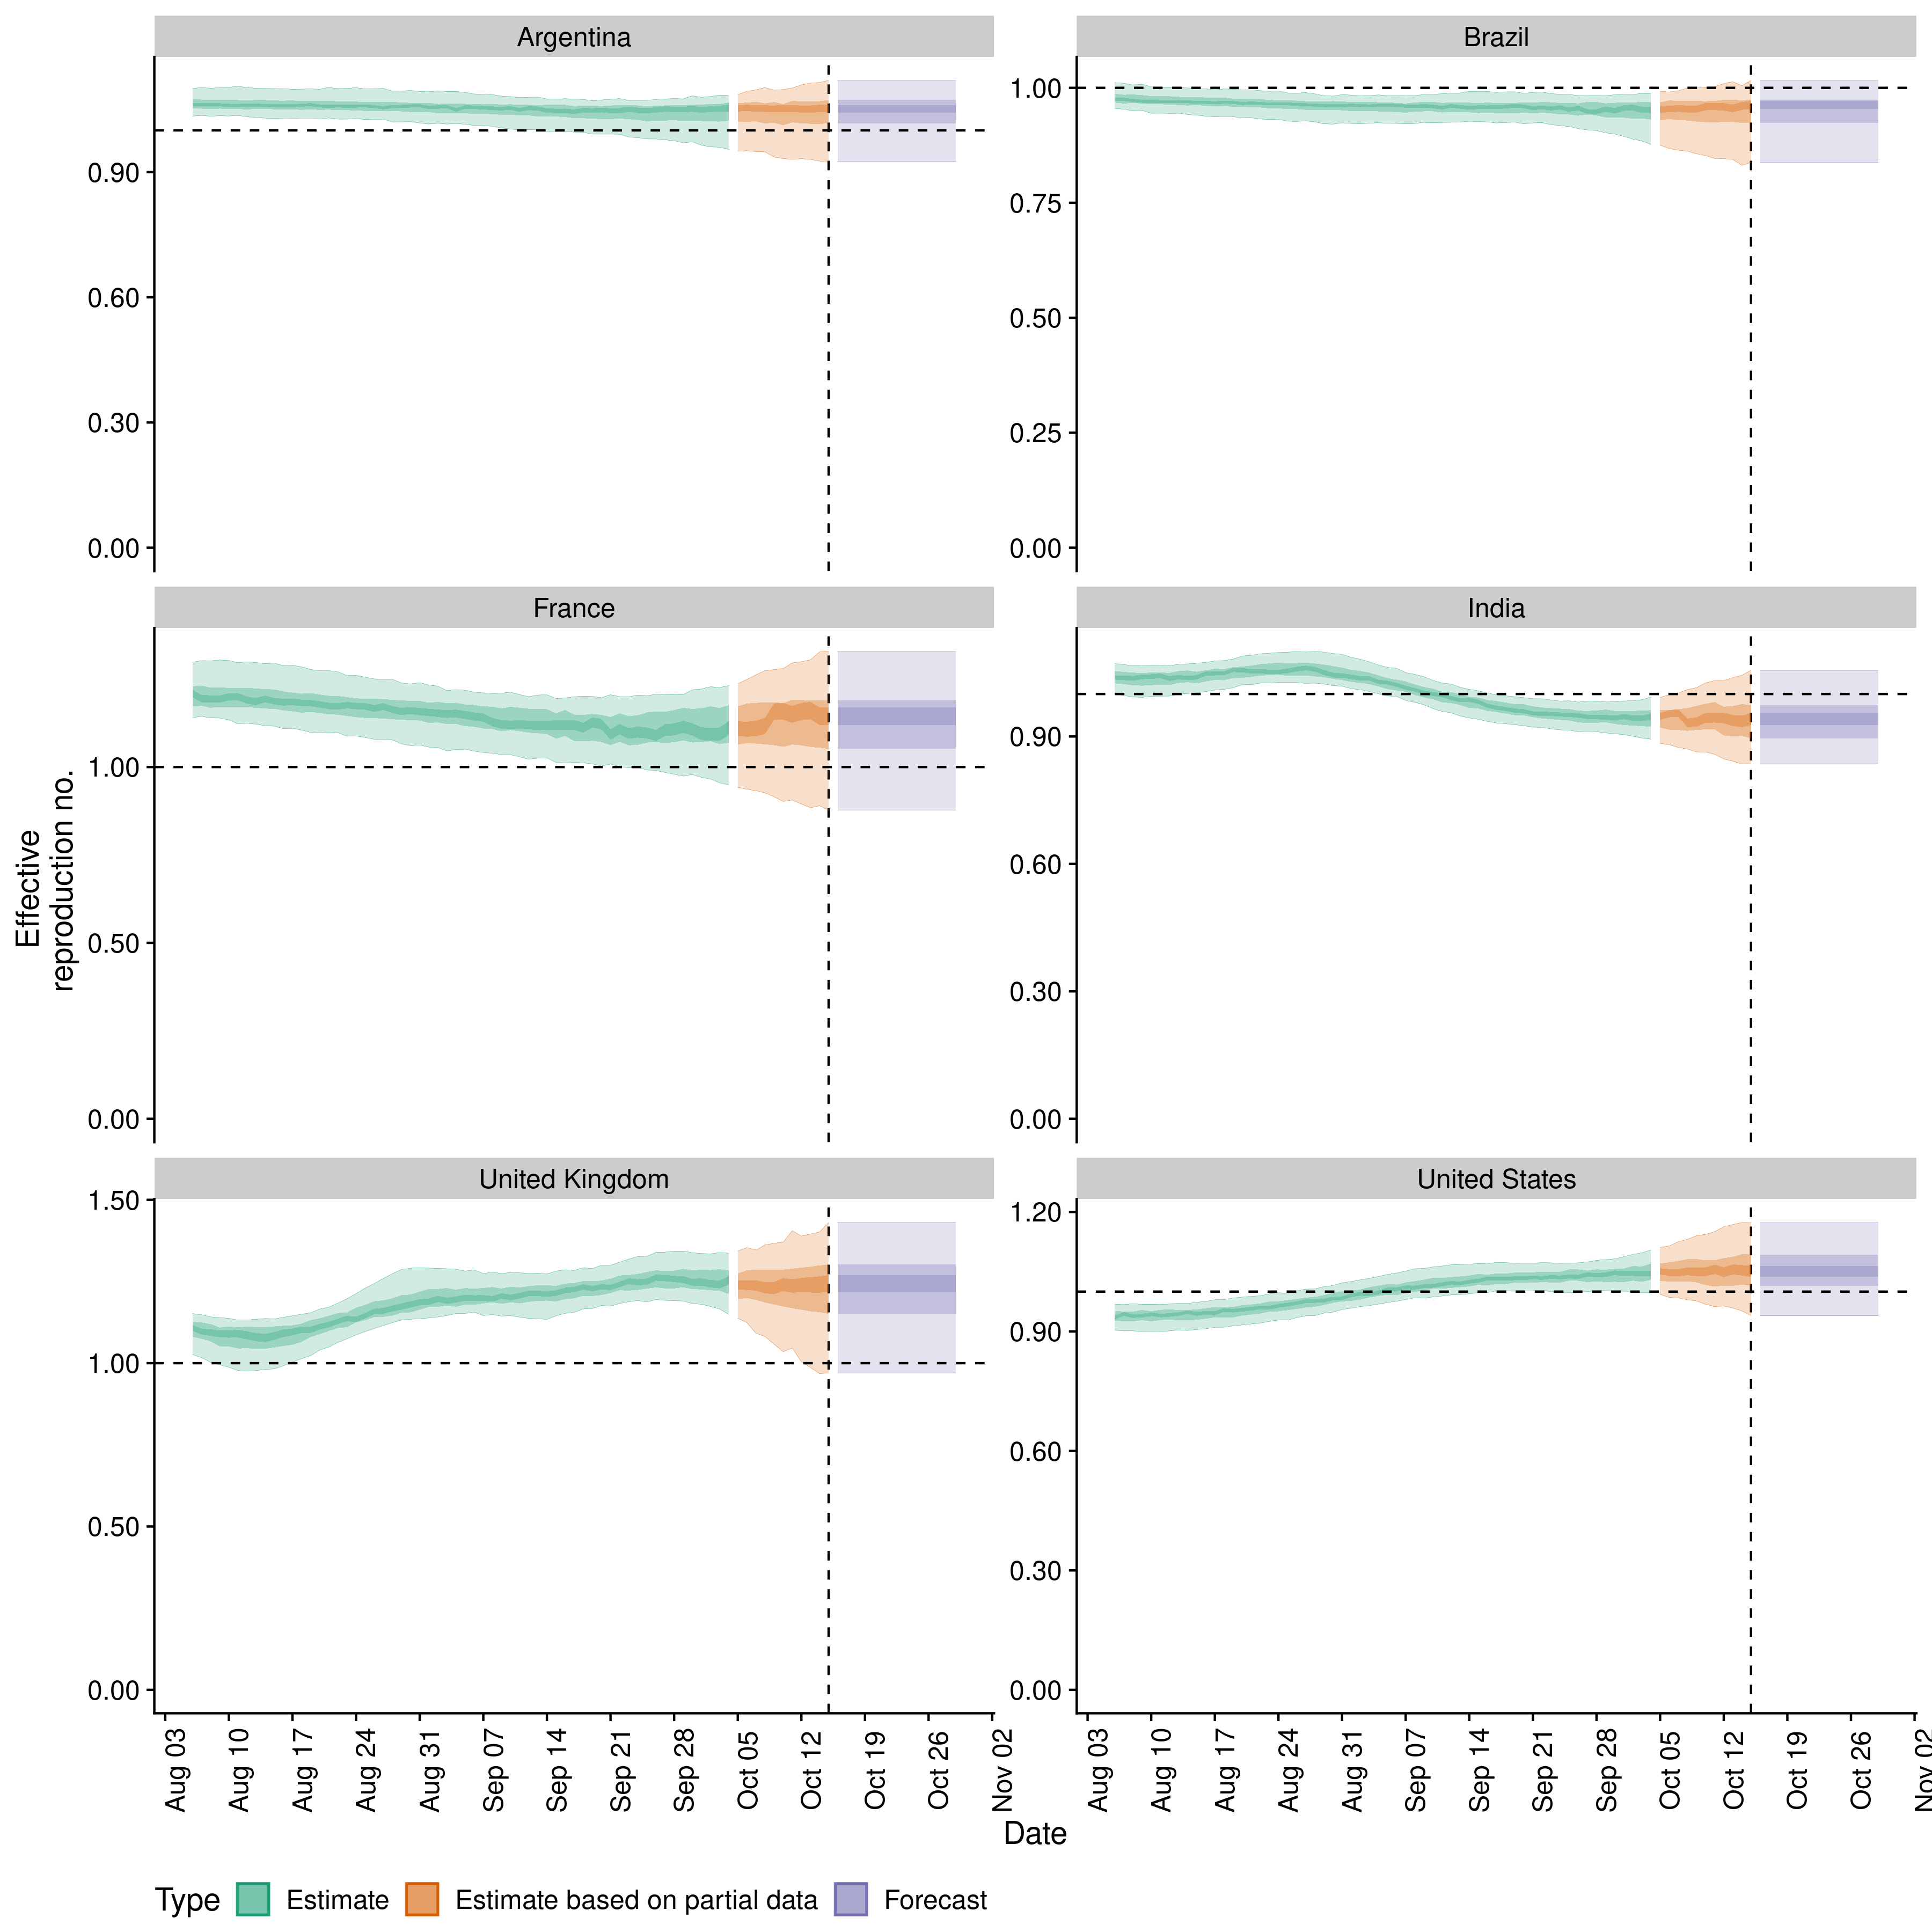 Argentina
Brazil
0.90
0.60
0.30
0.00
1.00
0.75
0.50
0.25
0.00
France
India
1.00
0.50
0.00
0.90
0.60
0.30
0.00
Effective
reproduction no.
United Kingdom
United States
1.50
1.00
0.50
0.00
1.20
0.90
0.60
0.30
0.00
Aug 03
Aug 10
Aug 17
Aug 24
Aug 31
Sep 07
Sep 14
Sep 21
Sep 28
Oct 05
Oct 12
Oct 19
Oct 26
Nov 02
Aug 03
Aug 10
Aug 17
Aug 24
Aug 31
Sep 07
Sep 14
Sep 21
Sep 28
Oct 05
Oct 12
Oct 19
Oct 26
Nov 02
Date
Type Estimate Estimate based on partial data Forecast